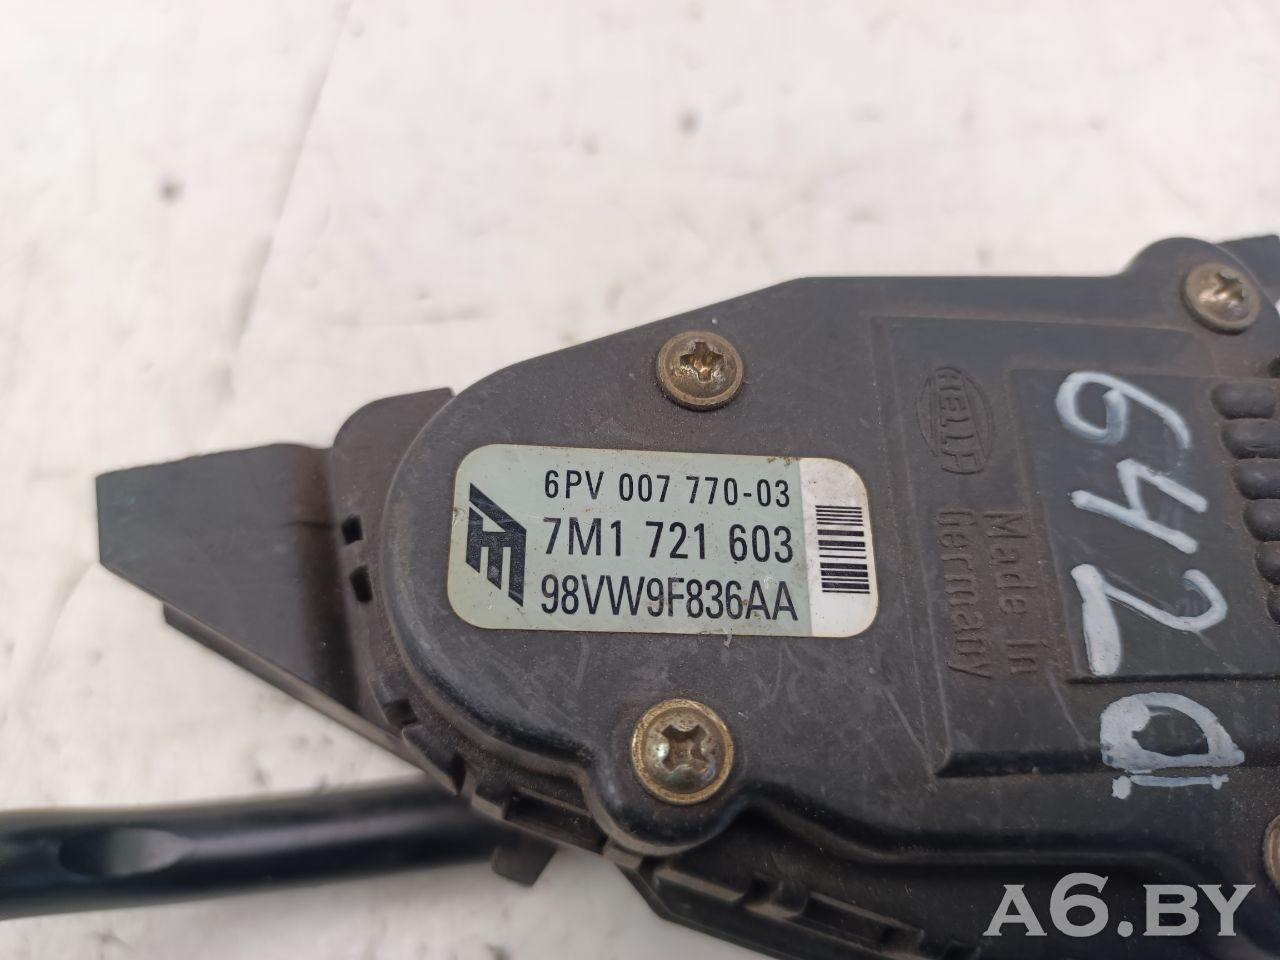 6PV 007 770-03
7M1 721 603
98VW9F836AA
HELLA
Made in
Germany
642
D
A6.BY